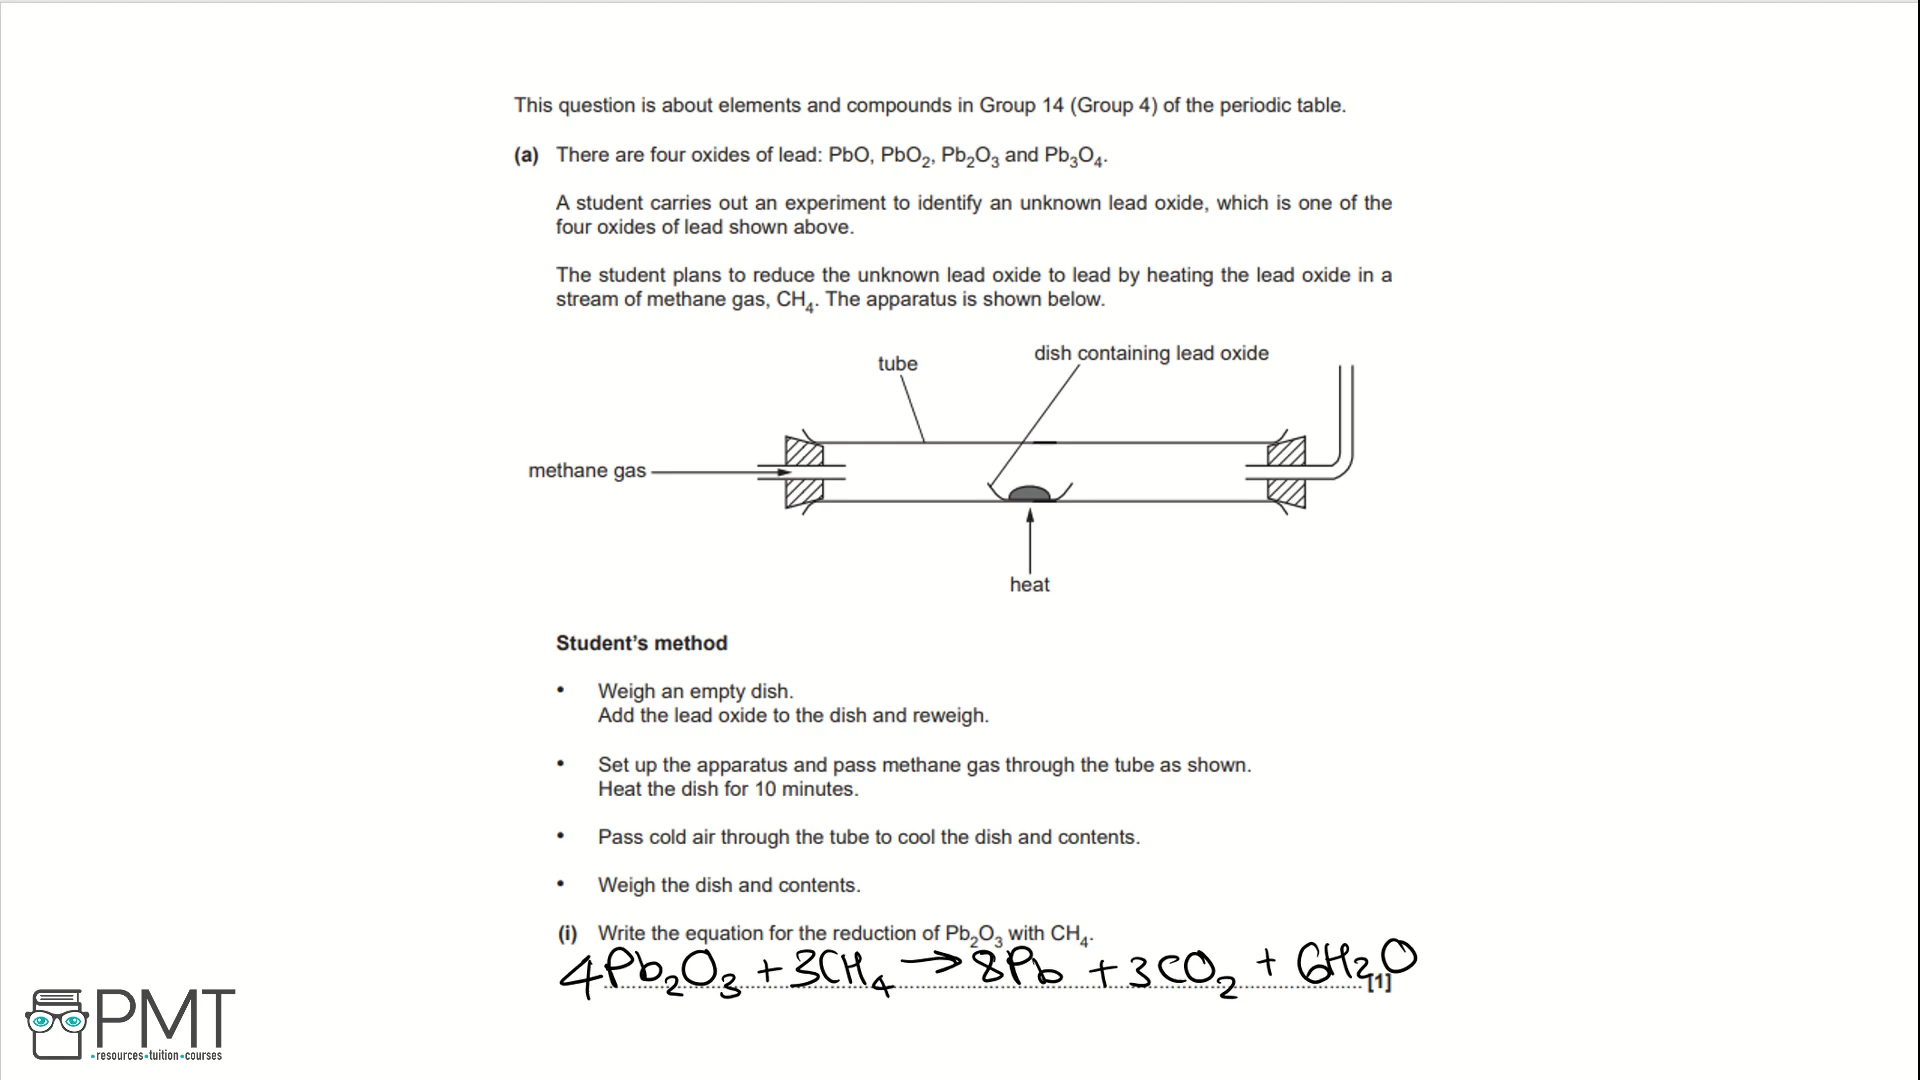 This question is about elements and compounds in Group 14 (Group 4) of the periodic table.
(a) There are four oxides of lead: PbO, PbO₂, Pb₂O₃ and Pb₃O₄.
A student carries out an experiment to identify an unknown lead oxide, which is one of the
four oxides of lead shown above.
The student plans to reduce the unknown lead oxide to lead by heating the lead oxide in a
stream of methane gas, CH₄. The apparatus is shown below.
dish containing lead oxide
tube
methane gas
heat
Student's method
• Weigh an empty dish.
Add the lead oxide to the dish and reweigh.
• Set up the apparatus and pass methane gas through the tube as shown.
Heat the dish for 10 minutes.
• Pass cold air through the tube to cool the dish and contents.
• Weigh the dish and contents.
(i) Write the equation for the reduction of Pb₂O₃ with CH₄.
4Pb₂O₃ + 3CH₄ → 8Pb + 3CO₂ + 6H₂O
[1]
PMT
•resources•tuition•courses